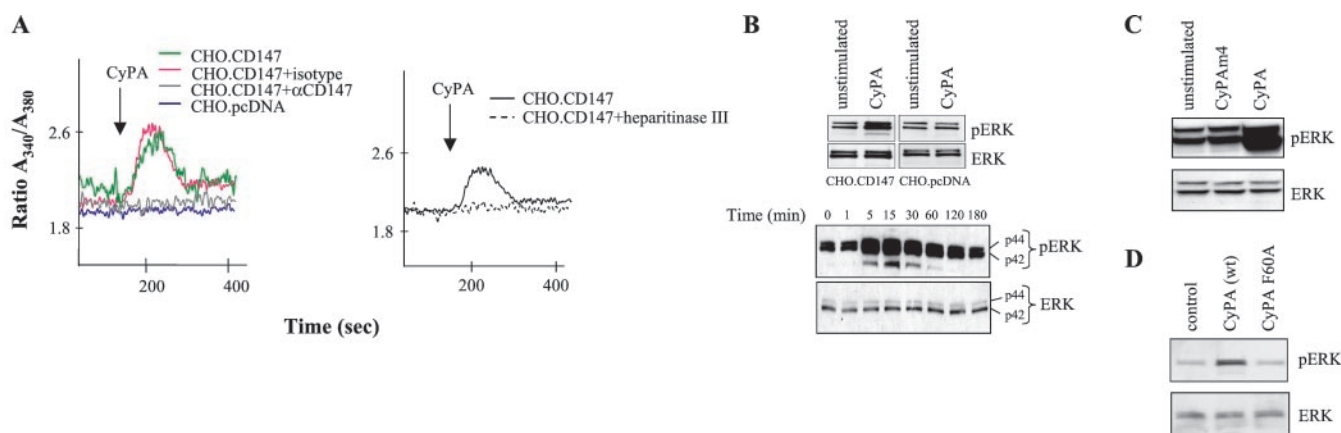 A
CyPA
CHO.CD147
CHO.CD147+isotype
CHO.CD147+αCD147
CHO.pcDNA
Ratio A340/A380
2.6
1.8
200
400
CyPA
CHO.CD147
CHO.CD147+heparitinase III
2.6
1.8
200
400
Time (sec)
B
unstimulated
CyPA
unstimulated
CyPA
pERK
ERK
CHO.CD147
CHO.pcDNA
Time (min) 0 1 5 15 30 60 120 180
p44
p42
pERK
p44
p42
ERK
C
unstimulated
CyPAm4
CyPA
pERK
ERK
D
control
CyPA (wt)
CyPA F60A
pERK
ERK